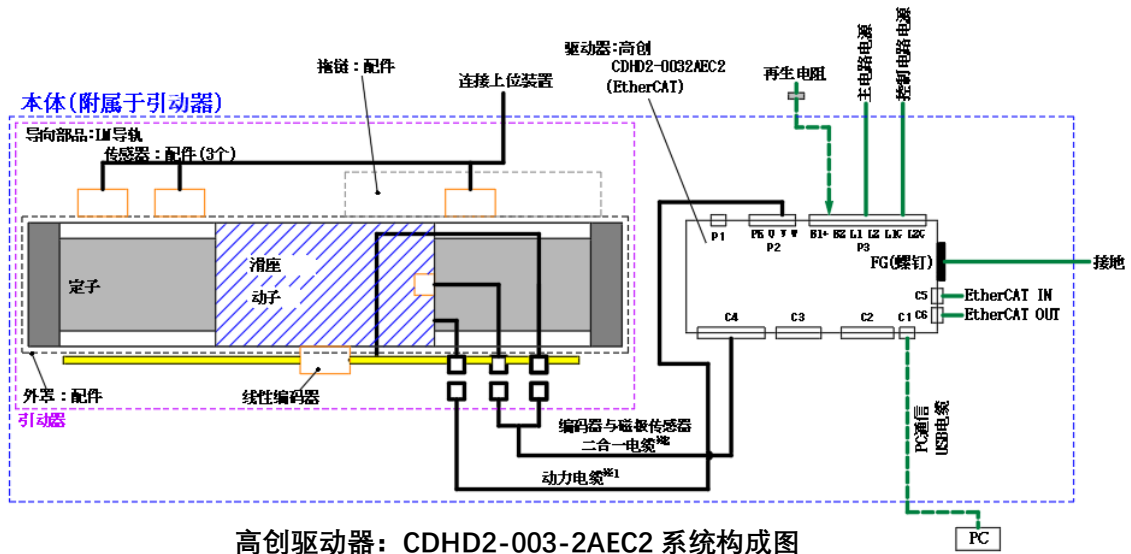 驱动器:高创
CDHD2-0032AEC2
(EtherCAT)
拖链：配件
连接上位装置
再生电阻
主电路电源
控制电路电源
本体(附属于引动器)
导向部品:LM导轨
传感器：配件(3个)
P1
PE U V W
P2
B1+ B2 L1 L2 L1C L2C
P3
FG(螺钉)
接地
滑座
动子
定子
C5
EtherCAT IN
C6
EtherCAT OUT
C4
C3
C2
C1
外罩：配件
线性编码器
引动器
编码器与磁极传感器
二合一电缆※2
动力电缆※1
PC通信
USB电缆
PC
高创驱动器：CDHD2-003-2AEC2 系统构成图